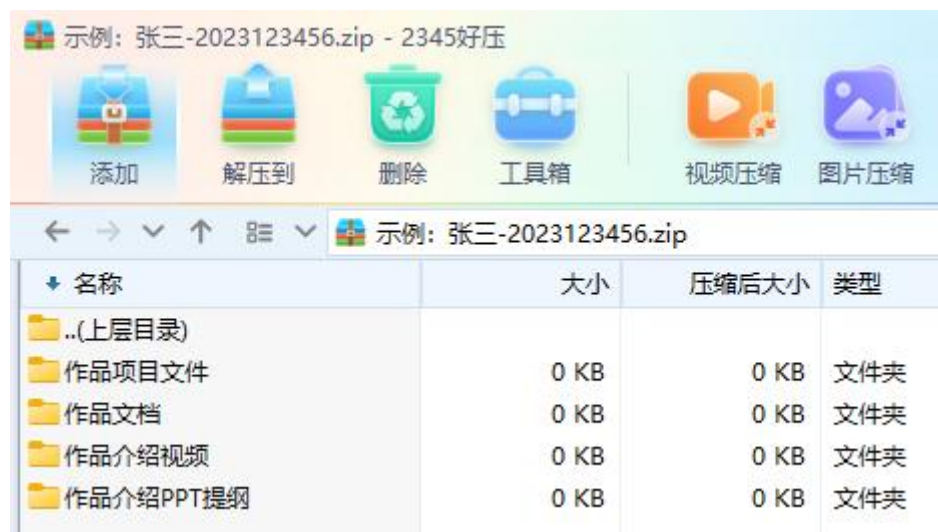 示例：张三-2023123456.zip - 2345好压
添加 解压到 删除 工具箱 视频压缩 图片压缩
示例：张三-2023123456.zip
名称 大小 压缩后大小 类型
..(上层目录)
作品项目文件 0 KB 0 KB 文件夹
作品文档 0 KB 0 KB 文件夹
作品介绍视频 0 KB 0 KB 文件夹
作品介绍PPT提纲 0 KB 0 KB 文件夹